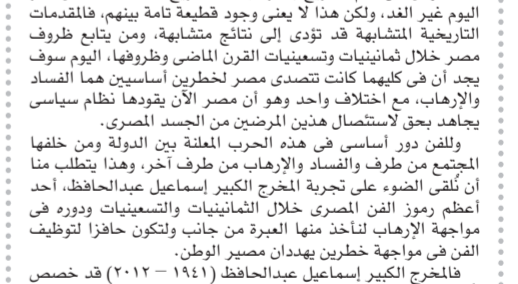 اليوم غير الغد، ولكن هذا لا يعنى وجود قطيعة تامة بينهم، فالمقدمات
التاريخية المتشابهة قد تؤدى إلى نتائج متشابهة، ومن يتابع ظروف
مصر خلال ثمانينيات وتسعينيات القرن الماضى وظروفها، اليوم سوف
يجد أن فى كليهما كانت تتصدى مصر لخطرين أساسيين هما الفساد
والإرهاب، مع اختلاف واحد وهو أن مصر الآن يقودها نظام سياسى
يجاهد بحق لاستئصال هذين المرضين من الجسد المصرى.
وللفن دور أساسى فى هذه الحرب المعلنة بين الدولة ومن خلفها
المجتمع من طرف والفساد والإرهاب من طرف آخر، وهذا يتطلب منا
أن نُلقى الضوء على تجربة المخرج الكبير إسماعيل عبدالحافظ، أحد
أعظم رموز الفن المصرى خلال الثمانينيات والتسعينيات ودوره فى
مواجهة الإرهاب لنأخذ منها العبرة من جانب ولتكون حافزا لتوظيف
الفن فى مواجهة خطرين يهددان مصير الوطن.
فالمخرج الكبير إسماعيل عبدالحافظ (١٩٤١ – ٢٠١٢) قد خصص